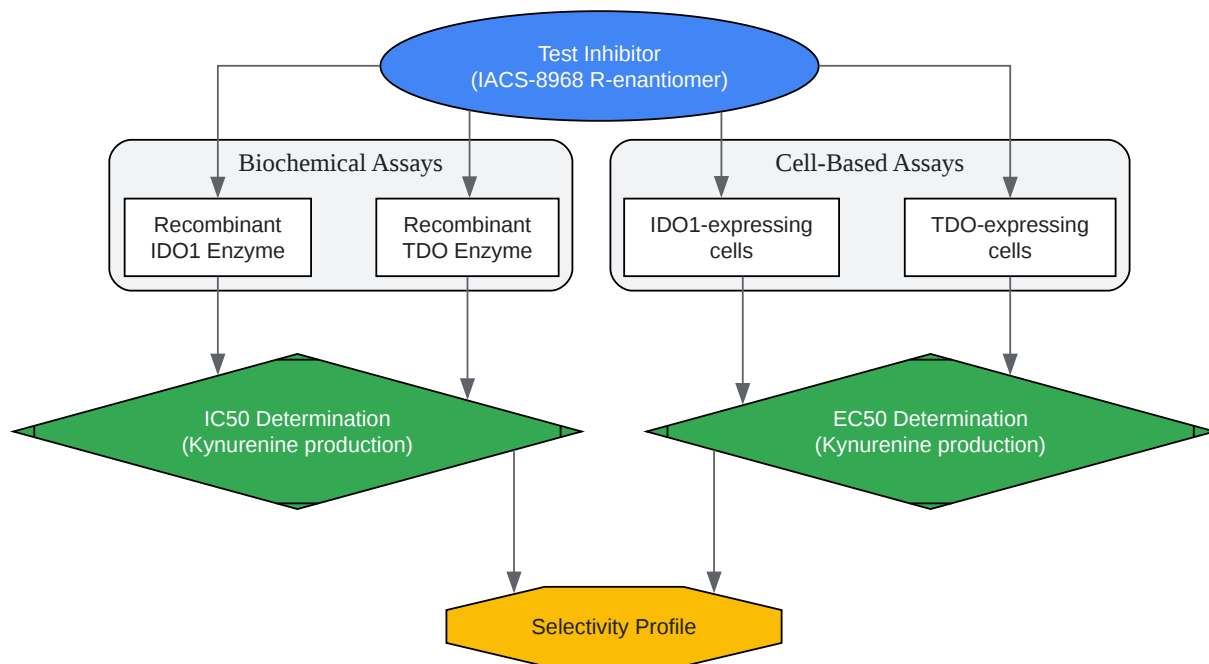 Test Inhibitor
(IACS-8968 R-enantiomer)
Biochemical Assays
Cell-Based Assays
Recombinant
IDO1 Enzyme
Recombinant
TDO Enzyme
IDO1-expressing
cells
TDO-expressing
cells
IC50 Determination
(Kynurenine production)
EC50 Determination
(Kynurenine production)
Selectivity Profile